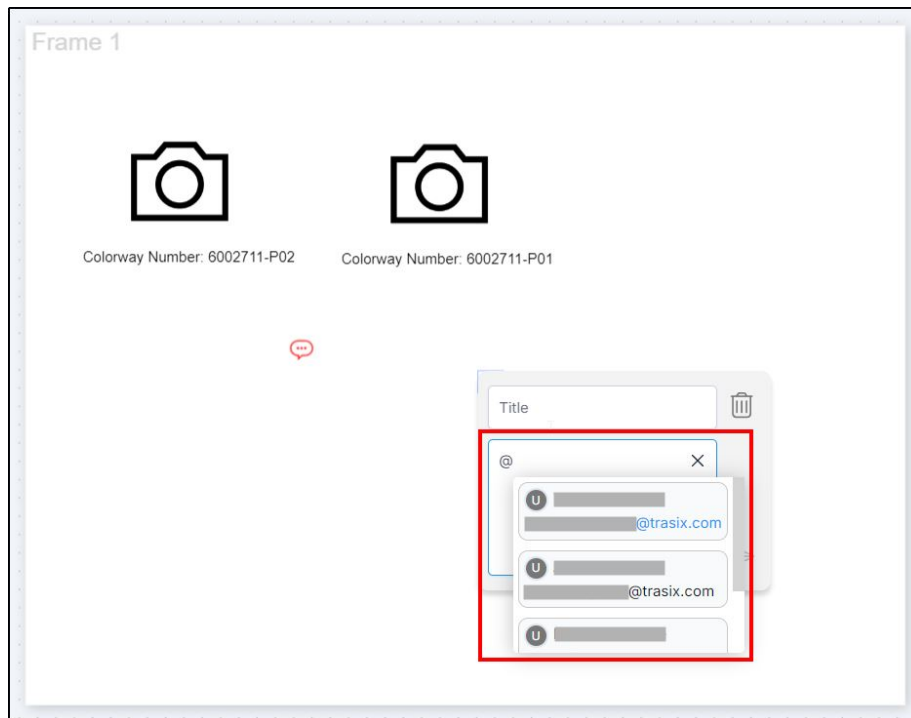 Frame 1
Colorway Number: 6002711-P02
Colorway Number: 6002711-P01
Title
@
U
@trasix.com
U
@trasix.com
U